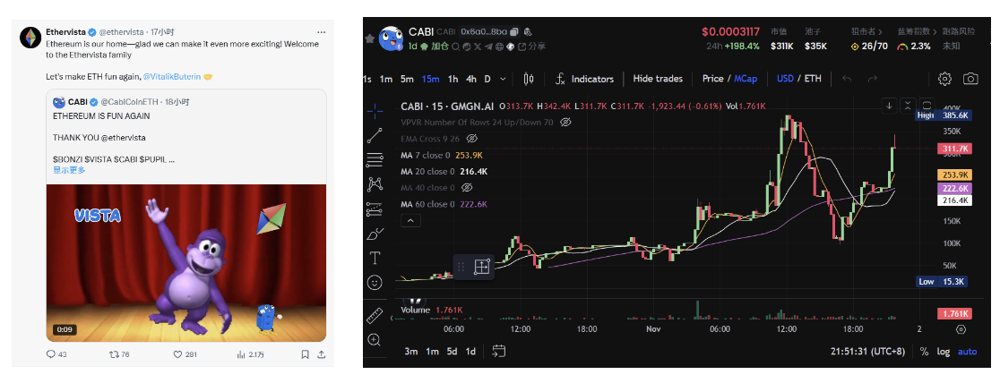 Ethervista @ethervista · 17小时
Ethereum is our home—glad we can make it even more exciting! Welcome
to the Ethervista family
Let's make ETH fun again, @VitalikButerin 🤝
CABI @CabiCoinETH · 18小时
ETHEREUM IS FUN AGAIN
THANK YOU @ethervista
$BONZI $VISTA $CABI $PUPIL ...
显示更多
VISTA
0:09
43 76 281 2.1万
CABI CABI 0x6a0...8ba
1d 加仓 分享
$0.0003117
24h +198.4%
市值 池子 狙击者 蓝筹指数 跑路风险
$311K $35K 26/70 2.3% 未知
1s 1m 5m 15m 1h 4h D Indicators Hide trades Price / MCap USD / ETH
CABI · 15 · GMGN.AI O313.7K H342.4K L311.7K C311.7K -1,923.44 (-0.61%) Vol1.761K
VPVR Number Of Rows 24 Up/Down 70
EMA Cross 9 26
MA 7 close 0 253.9K
MA 20 close 0 216.4K
MA 40 close 0
MA 60 close 0 222.6K
400K
High 385.6K
350K
311.7K
300K
253.9K
222.6K
216.4K
150K
100K
50K
Low 15.3K
Volume 1.761K
1.761K
06:00 12:00 18:00 Nov 06:00 12:00 18:00 2
3m 1m 5d 1d 21:51:31 (UTC+8) % log auto